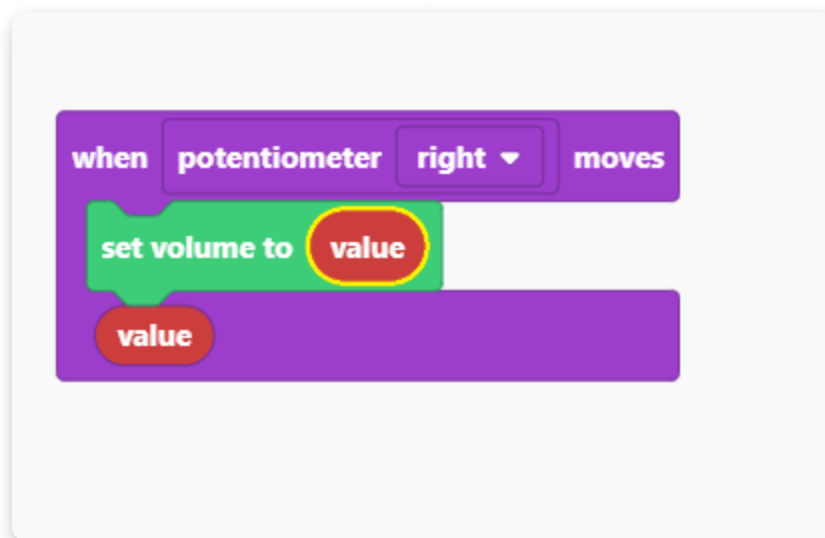 when potentiometer right moves
set volume to value
value